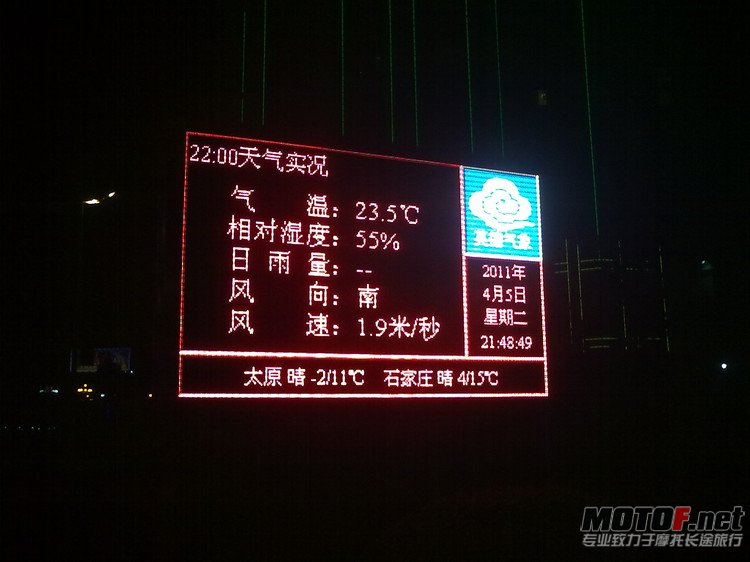 22:00天气实况
气 温：23.5℃
相对湿度：55%
日雨量：--
风 向：南
风 速：1.9米/秒
气象
2011年
4月5日
星期二
21:48:49
太原 晴 -2/11℃ 石家庄 晴 4/15℃
MOTOF.net
专业致力于摩托长途旅行